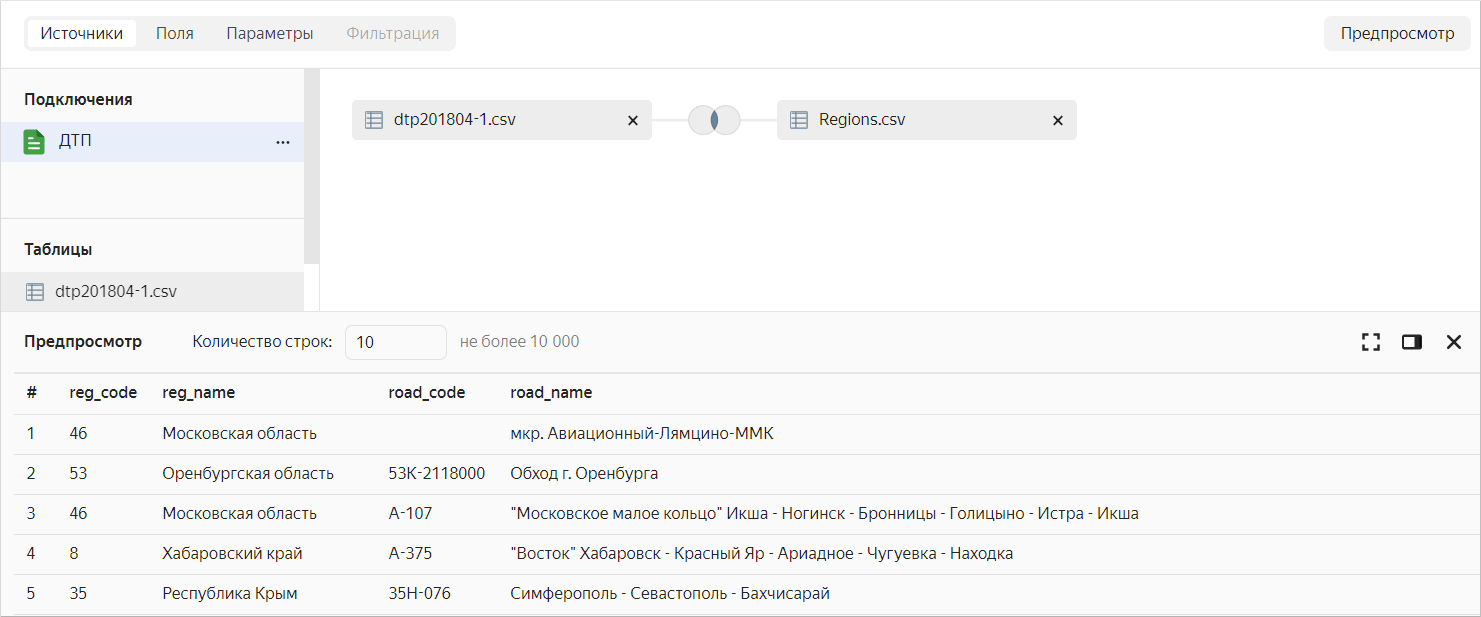 Источники Поля Параметры Фильтрация Предпросмотр
Подключения
ДТП
dtp201804-1.csv Regions.csv
Таблицы
dtp201804-1.csv
Предпросмотр Количество строк: 10 не более 10 000
# reg_code reg_name road_code road_name
1 46 Московская область мкр. Авиационный-Лямцино-ММК
2 53 Оренбургская область 53К-2118000 Обход г. Оренбурга
3 46 Московская область А-107 "Московское малое кольцо" Икша - Ногинск - Бронницы - Голицыно - Истра - Икша
4 8 Хабаровский край А-375 "Восток" Хабаровск - Красный Яр - Ариадное - Чугуевка - Находка
5 35 Республика Крым 35Н-076 Симферополь - Севастополь - Бахчисарай